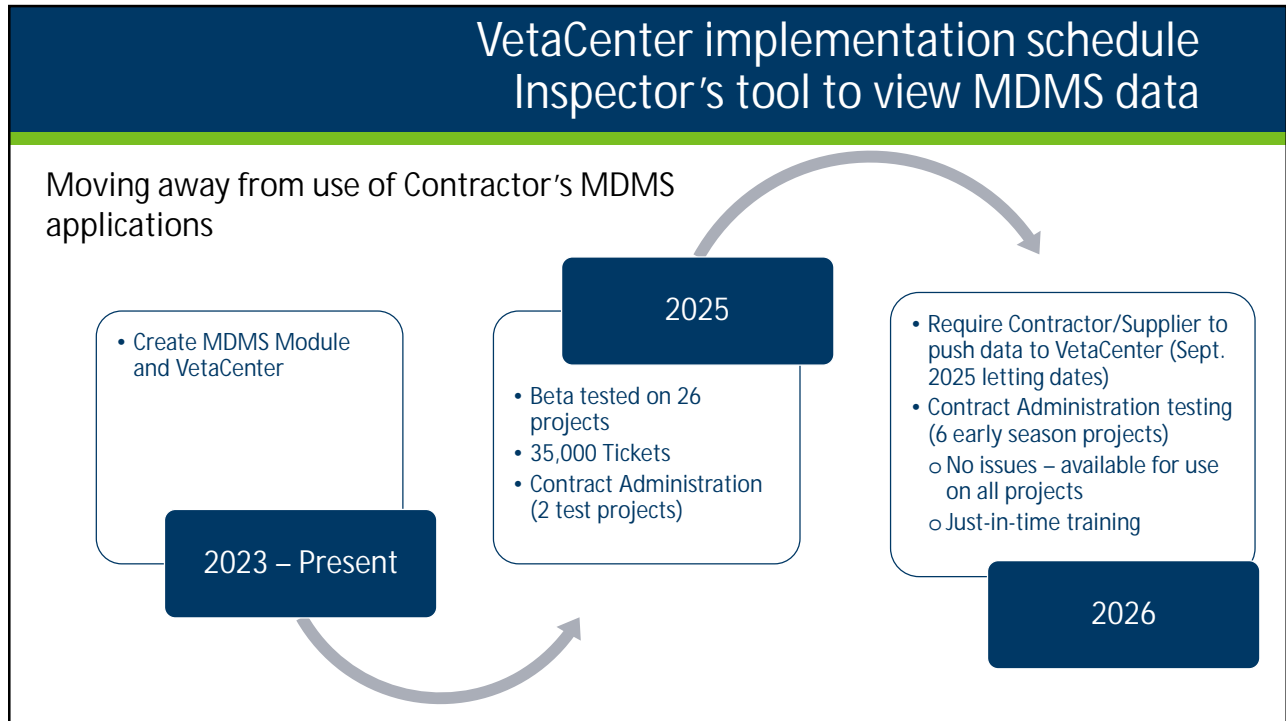 VetaCenter implementation schedule
Inspector's tool to view MDMS data
Moving away from use of Contractor's MDMS
applications
• Create MDMS Module
and VetaCenter
2023 – Present
2025
• Beta tested on 26
projects
• 35,000 Tickets
• Contract Administration
(2 test projects)
• Require Contractor/Supplier to
push data to VetaCenter (Sept.
2025 letting dates)
• Contract Administration testing
(6 early season projects)
o No issues – available for use
on all projects
o Just-in-time training
2026